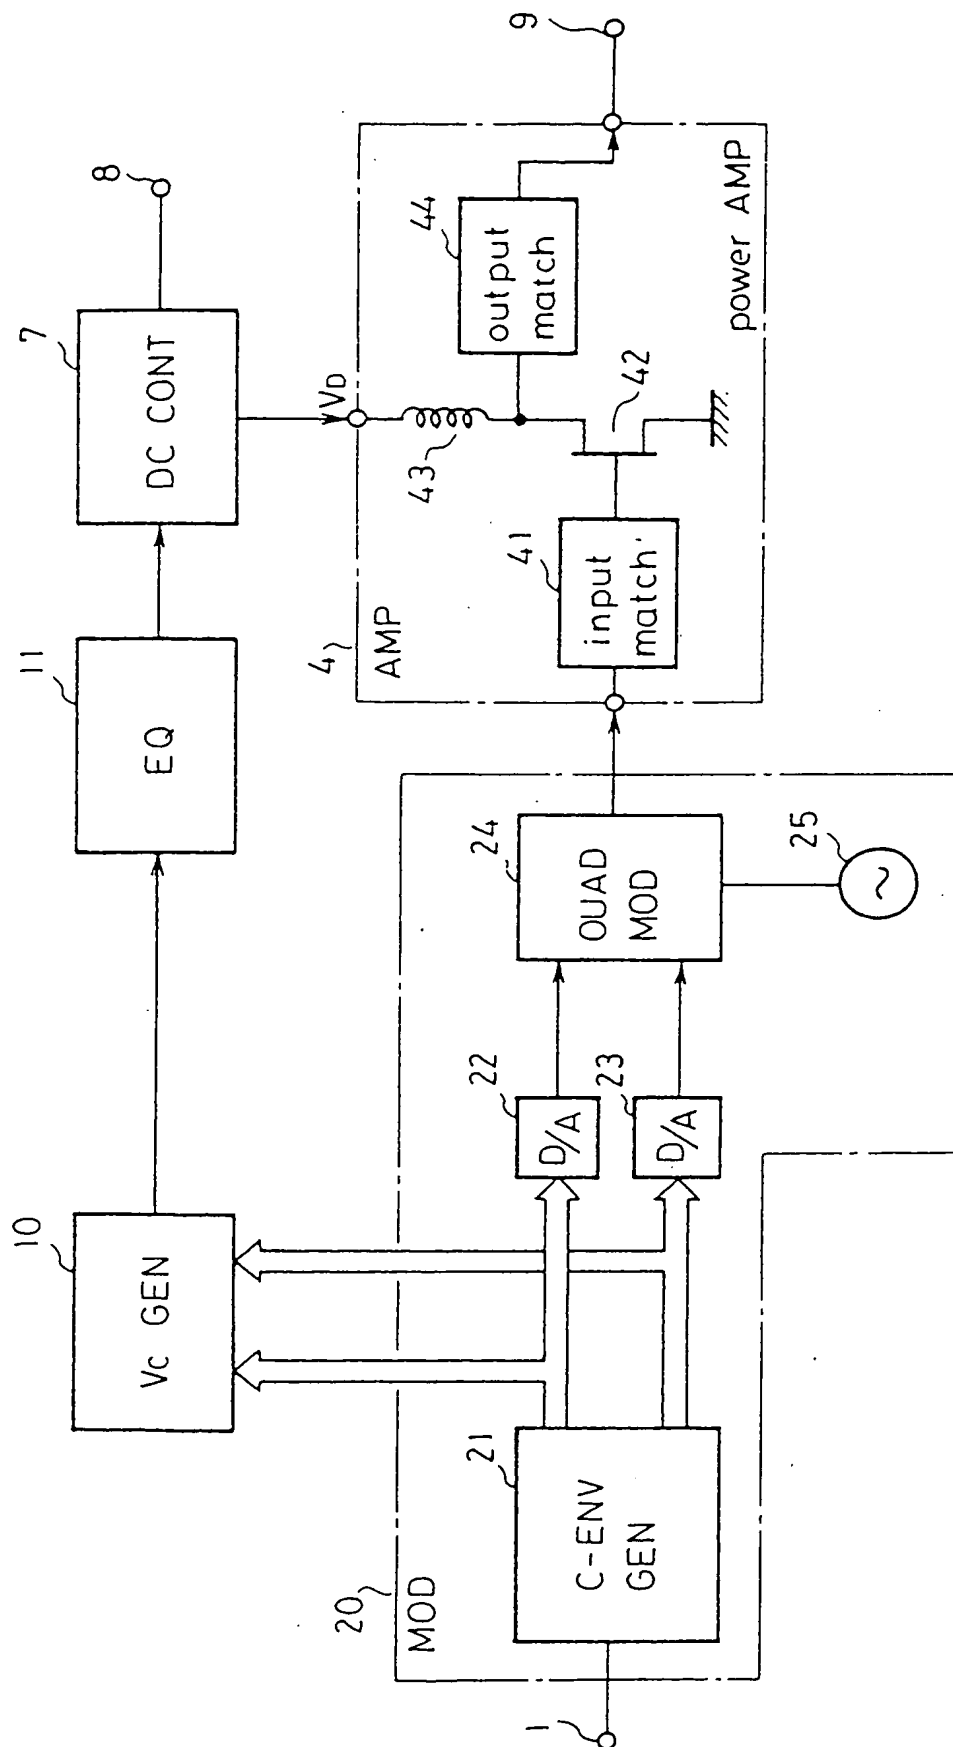 8
7
DC CONT
11
EQ
10
Vc GEN
VD
9
44
output
match
43
42
41
input
match'
power AMP
4
AMP
24
OUAD
MOD
25
22
D/A
23
D/A
21
C-ENV
GEN
20
MOD
1